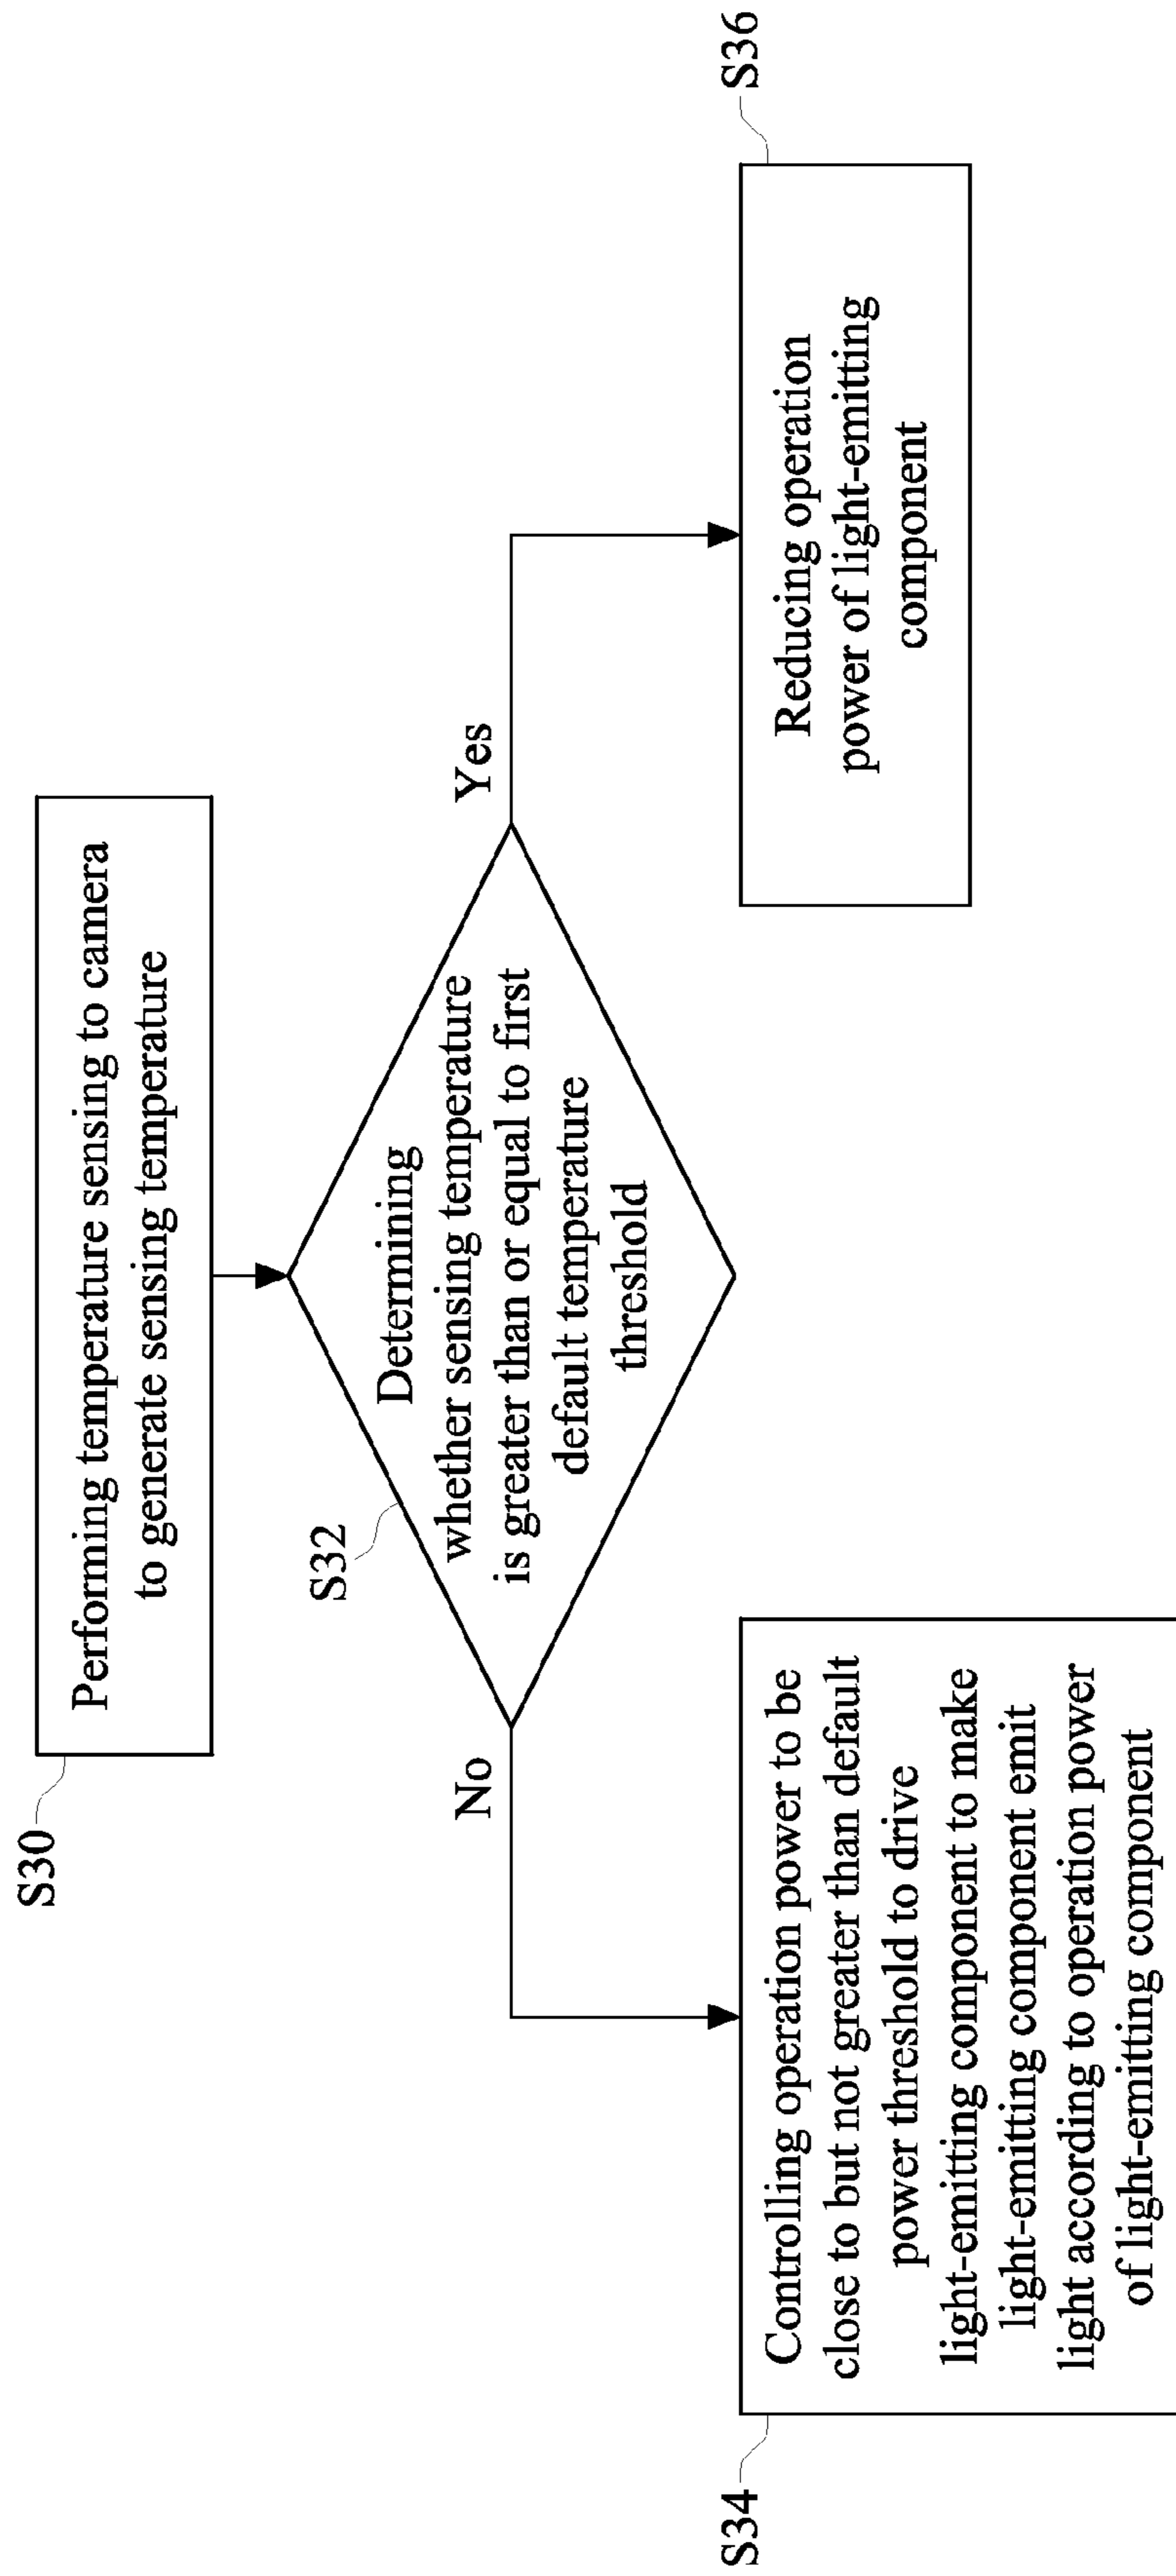 S30
Performing temperature sensing to camera
to generate sensing temperature
S32
Determining
whether sensing temperature
is greater than or equal to first
default temperature
threshold
No
Yes
S34
Controlling operation power to be
close to but not greater than default
power threshold to drive
light-emitting component to make
light-emitting component emit
light according to operation power
of light-emitting component
S36
Reducing operation
power of light-emitting
component